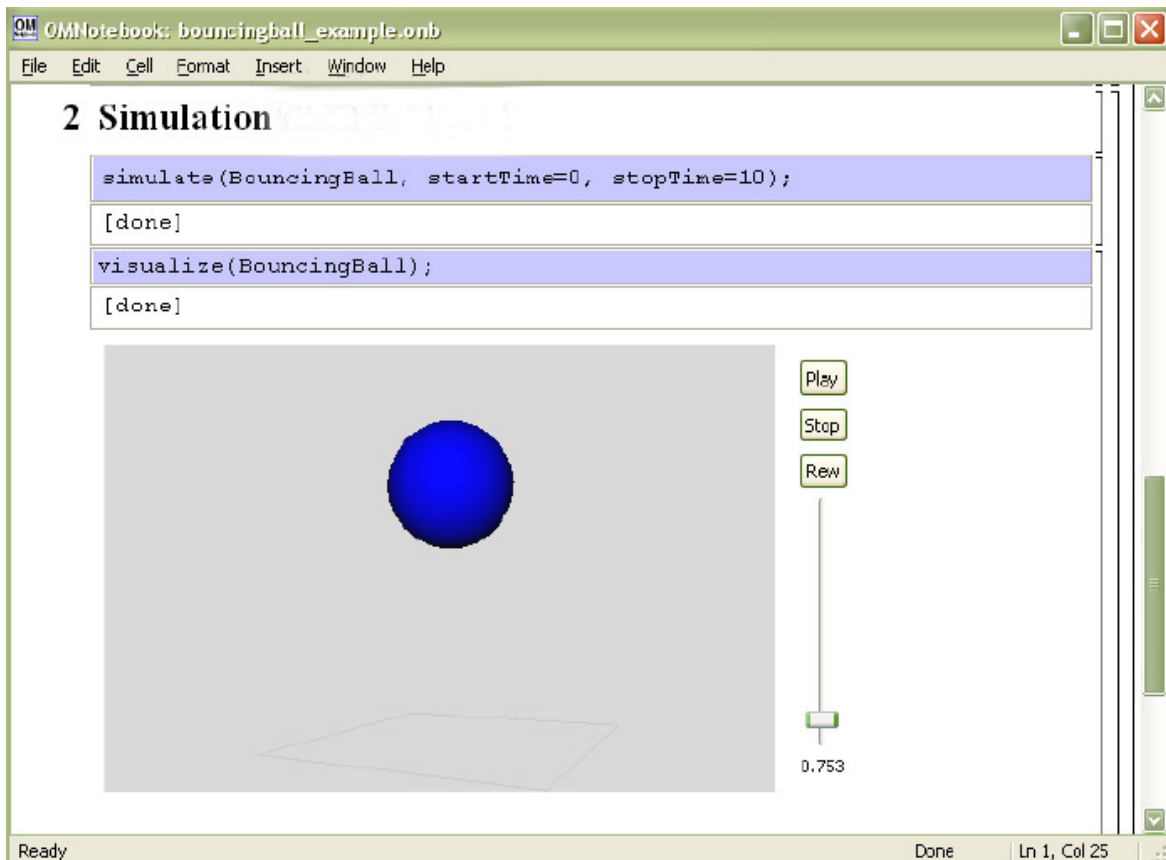 OM OMNotebook: bouncingball_example.onb
File Edit Cell Format Insert Window Help
2 Simulation
simulate(BouncingBall, startTime=0, stopTime=10);
[done]
visualize(BouncingBall);
[done]
Play
Stop
Rew
0.753
Ready Done Ln 1, Col 25